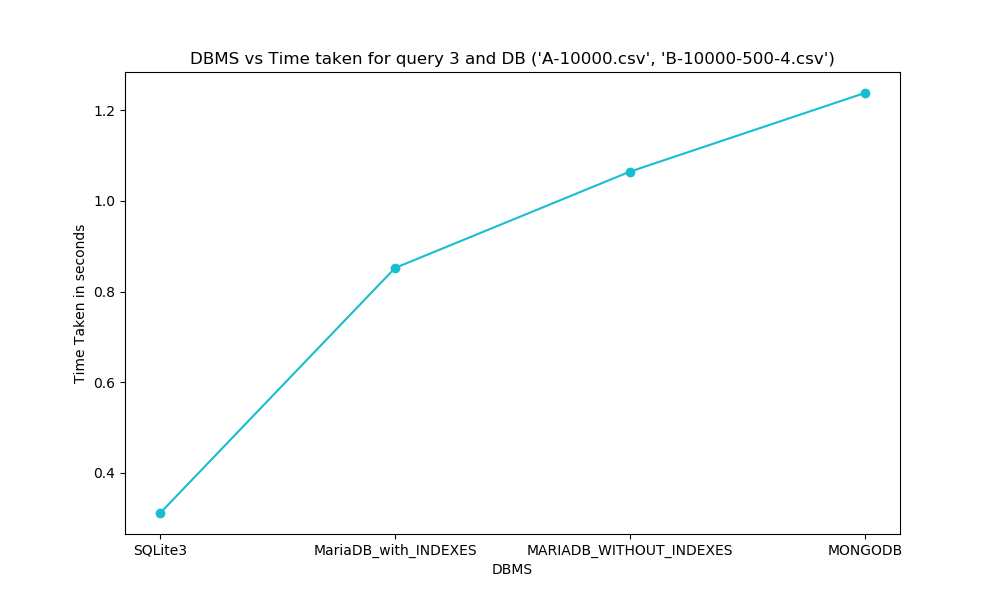 DBMS vs Time taken for query 3 and DB ('A-10000.csv', 'B-10000-500-4.csv')
1.2
1.0
0.8
0.6
0.4
Time Taken in seconds
SQLite3
MariaDB_with_INDEXES
MARIADB_WITHOUT_INDEXES
MONGODB
DBMS